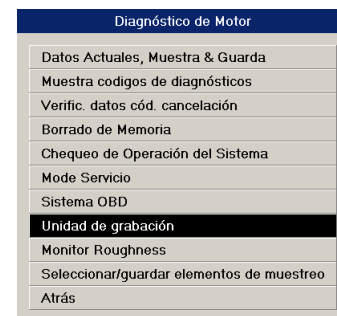 Diagnóstico de Motor
Datos Actuales, Muestra & Guarda
Muestra codigos de diagnósticos
Verific. datos cód. cancelación
Borrado de Memoria
Chequeo de Operación del Sistema
Mode Servicio
Sistema OBD
Unidad de grabación
Monitor Roughness
Seleccionar/guardar elementos de muestreo
Atrás